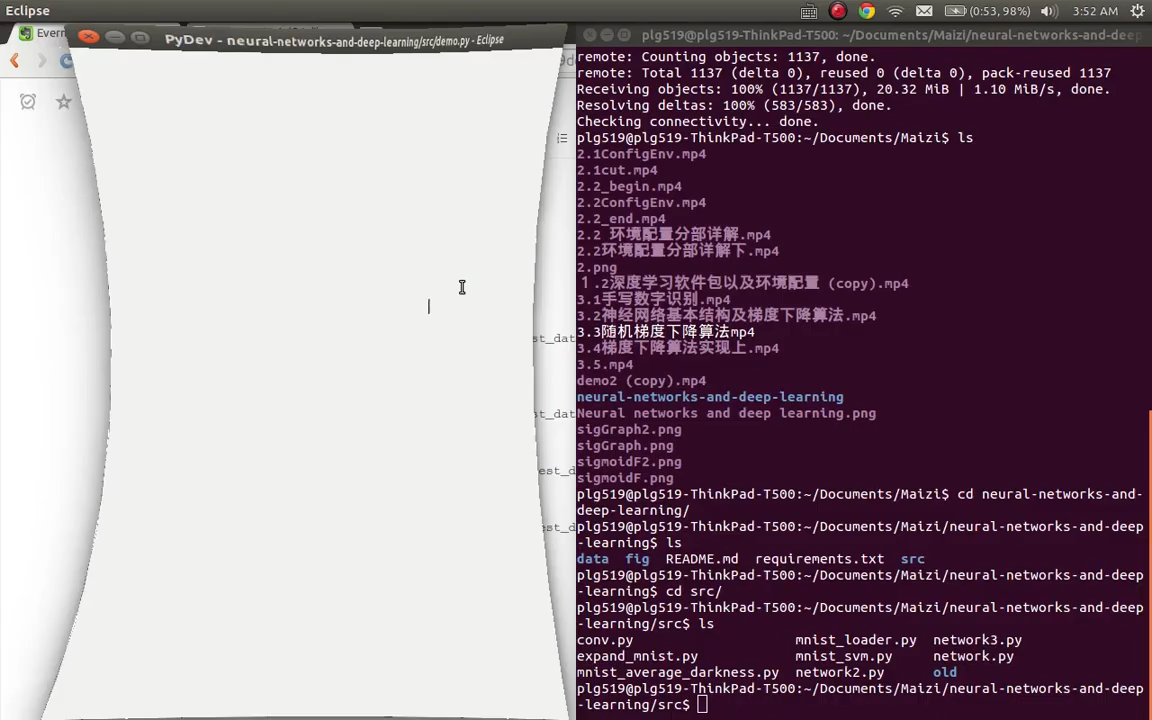 Eclipse
(0:53, 98%)
3:52 AM
Evern
PyDev - neural-networks-and-deep-learning/src/demo.py - Eclipse
est_dat
est_dat
est_dat
est_dat
plg519@plg519-ThinkPad-T500: ~/Documents/Maizi/neural-networks-and-deep
remote: Counting objects: 1137, done.
remote: Total 1137 (delta 0), reused 0 (delta 0), pack-reused 1137
Receiving objects: 100% (1137/1137), 20.32 MiB | 1.10 MiB/s, done.
Resolving deltas: 100% (583/583), done.
Checking connectivity... done.
plg519@plg519-ThinkPad-T500:~/Documents/Maizi$ ls
2.1ConfigEnv.mp4
2.1cut.mp4
2.2_begin.mp4
2.2ConfigEnv.mp4
2.2_end.mp4
2.2 环境配置分部详解.mp4
2.2环境配置分部详解下.mp4
2.png
１.2深度学习软件包以及环境配置 (copy).mp4
3.1手写数字识别.mp4
3.2神经网络基本结构及梯度下降算法.mp4
3.3随机梯度下降算法mp4
3.4梯度下降算法实现上.mp4
3.5.mp4
demo2 (copy).mp4
neural-networks-and-deep-learning
Neural networks and deep learning.png
sigGraph2.png
sigGraph.png
sigmoidF2.png
sigmoidF.png
plg519@plg519-ThinkPad-T500:~/Documents/Maizi$ cd neural-networks-and-
deep-learning/
plg519@plg519-ThinkPad-T500:~/Documents/Maizi/neural-networks-and-deep
-learning$ ls
data fig README.md requirements.txt src
plg519@plg519-ThinkPad-T500:~/Documents/Maizi/neural-networks-and-deep
-learning$ cd src/
plg519@plg519-ThinkPad-T500:~/Documents/Maizi/neural-networks-and-deep
-learning/src$ ls
conv.py mnist_loader.py network3.py
expand_mnist.py mnist_svm.py network.py
mnist_average_darkness.py network2.py old
plg519@plg519-ThinkPad-T500:~/Documents/Maizi/neural-networks-and-deep
-learning/src$